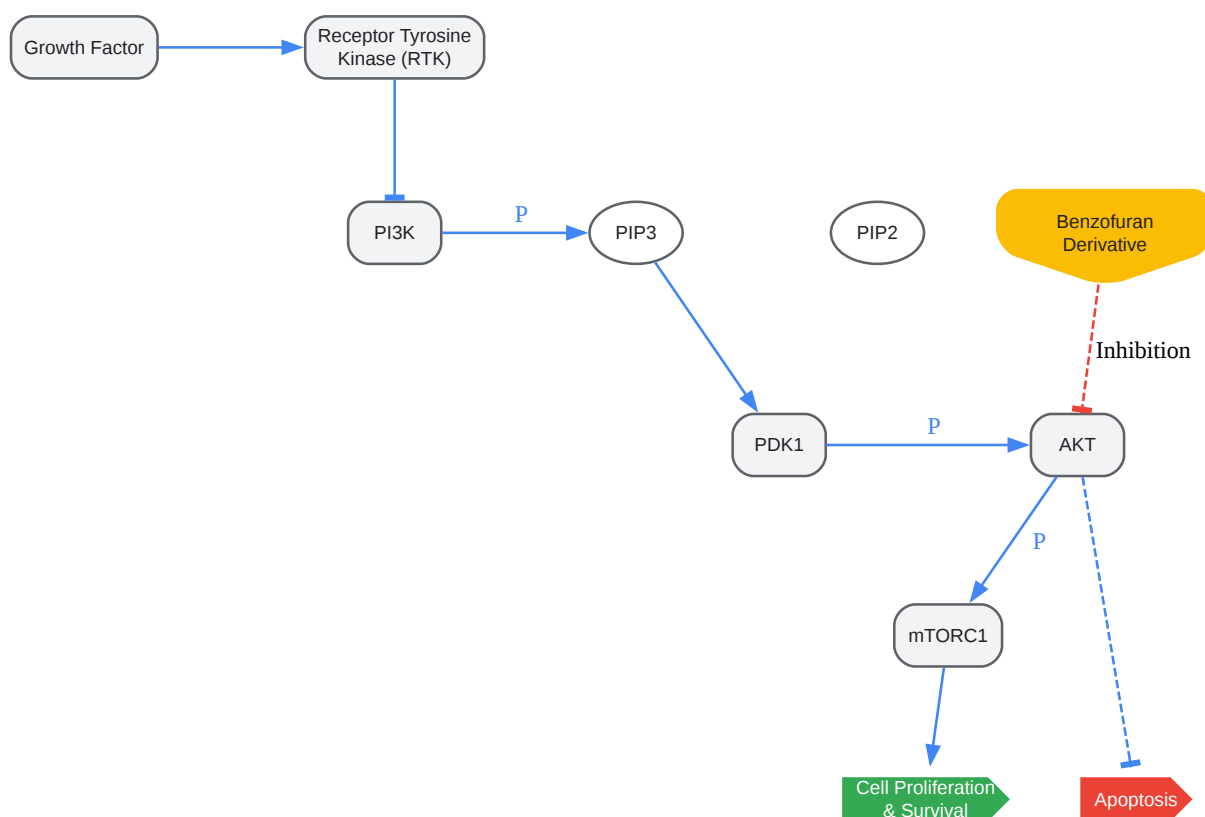 Growth Factor
Receptor Tyrosine
Kinase (RTK)
PI3K
P
PIP3
PIP2
Benzofuran
Derivative
Inhibition
PDK1
P
AKT
P
mTORC1
Cell Proliferation
& Survival
Apoptosis